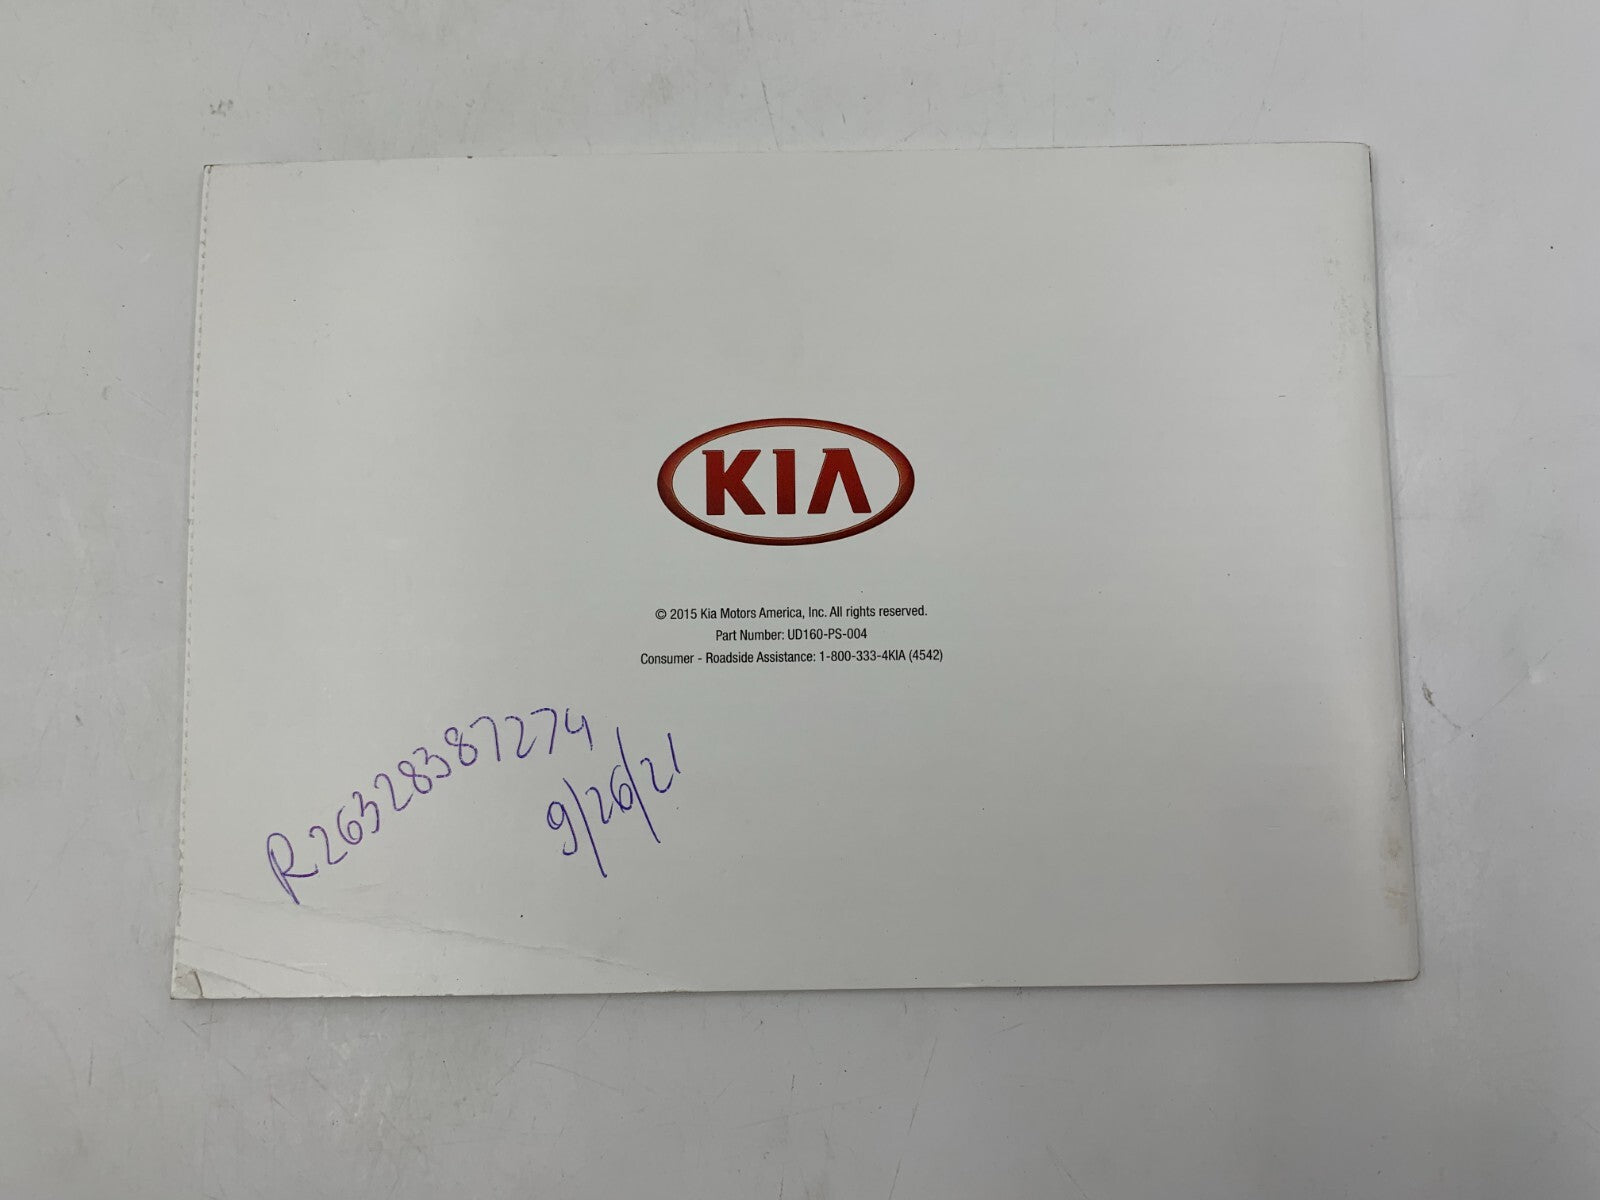 KIA
© 2015 Kia Motors America, Inc. All rights reserved.
Part Number: UD160-PS-004
Consumer - Roadside Assistance: 1-800-333-4KIA (4542)
R26328387274
9/26/21